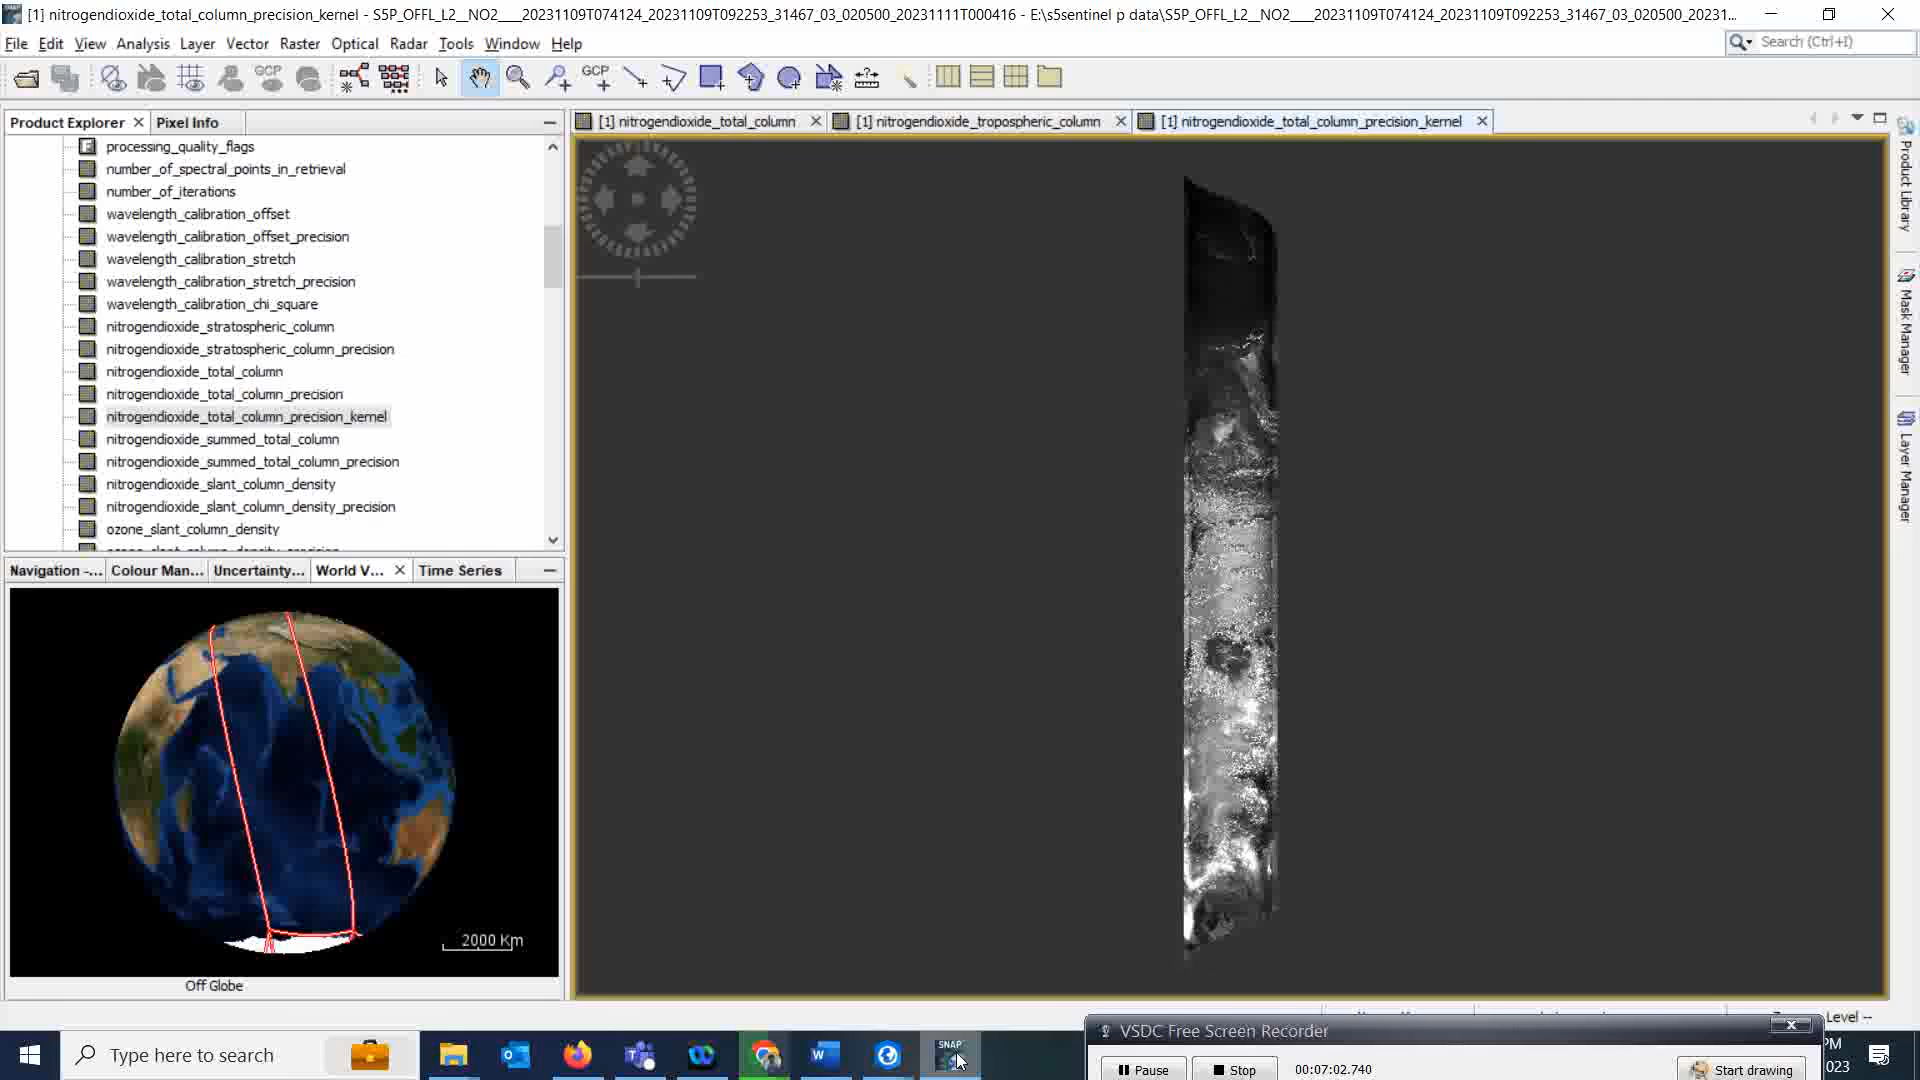 [1] nitrogendioxide_total_column_precision_kernel - S5P_OFFL_L2__NO2____20231109T074124_20231109T092253_31467_03_020500_20231111T000416 - E:\s5sentinel p data\S5P_OFFL_L2__NO2____20231109T074124_20231109T092253_31467_03_020500_20231...
File Edit View Analysis Layer Vector Raster Optical Radar Tools Window Help
Search (Ctrl+I)
GCP
GCP
Product Explorer
Pixel Info
[1] nitrogendioxide_total_column
[1] nitrogendioxide_tropospheric_column
[1] nitrogendioxide_total_column_precision_kernel
processing_quality_flags
number_of_spectral_points_in_retrieval
number_of_iterations
wavelength_calibration_offset
wavelength_calibration_offset_precision
wavelength_calibration_stretch
wavelength_calibration_stretch_precision
wavelength_calibration_chi_square
nitrogendioxide_stratospheric_column
nitrogendioxide_stratospheric_column_precision
nitrogendioxide_total_column
nitrogendioxide_total_column_precision
nitrogendioxide_total_column_precision_kernel
nitrogendioxide_summed_total_column
nitrogendioxide_summed_total_column_precision
nitrogendioxide_slant_column_density
nitrogendioxide_slant_column_density_precision
ozone_slant_column_density
Product Library
Mask Manager
Layer Manager
Navigation -...
Colour Man...
Uncertainty...
World V...
Time Series
2000 Km
Off Globe
Level --
VSDC Free Screen Recorder
Type here to search
SNAP
Pause
Stop
00:07:02.740
Start drawing
PM
023